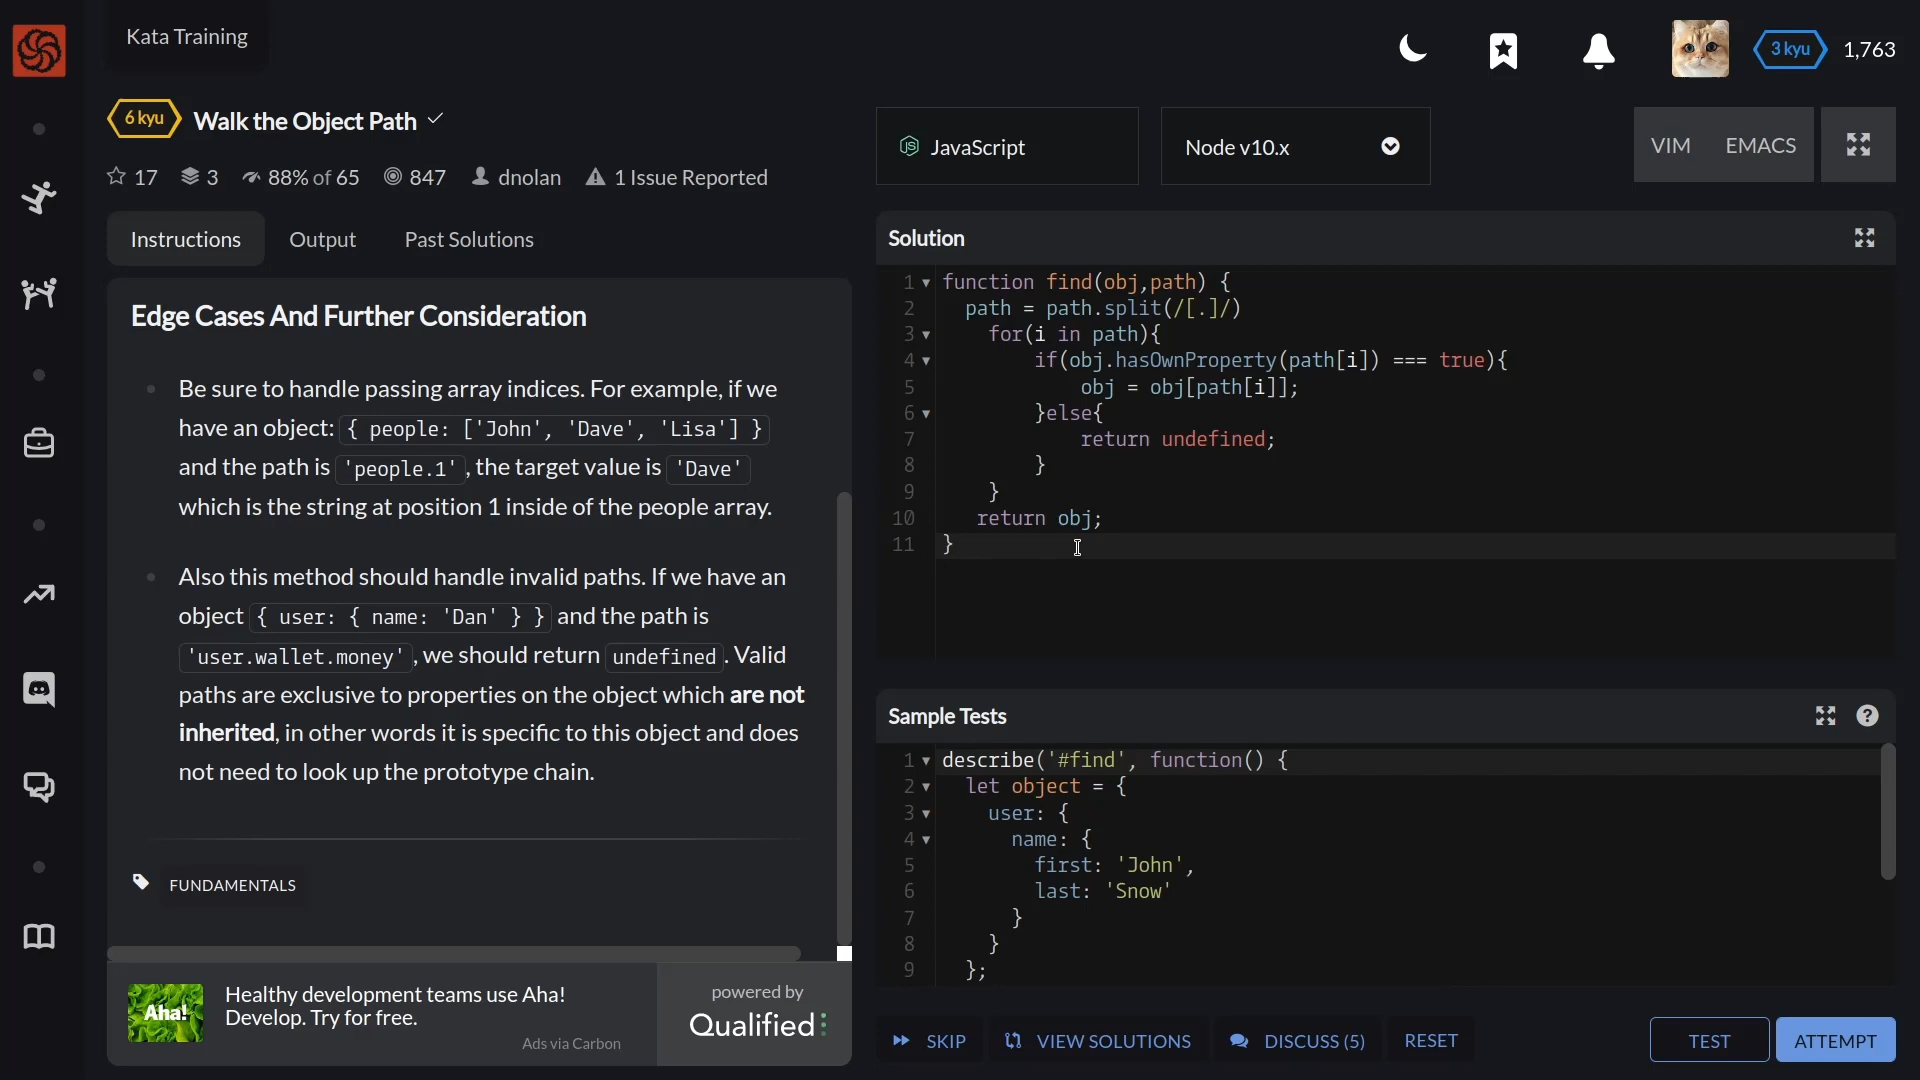 Kata Training
3 kyu 1,763
6 kyu Walk the Object Path
17 3 88% of 65 847 dnolan 1 Issue Reported
Instructions Output Past Solutions
Edge Cases And Further Consideration
Be sure to handle passing array indices. For example, if we
have an object: { people: ['John', 'Dave', 'Lisa'] }
and the path is 'people.1', the target value is 'Dave'
which is the string at position 1 inside of the people array.
Also this method should handle invalid paths. If we have an
object { user: { name: 'Dan' } } and the path is
'user.wallet.money', we should return undefined. Valid
paths are exclusive to properties on the object which are not
inherited, in other words it is specific to this object and does
not need to look up the prototype chain.
FUNDAMENTALS
Aha!
Healthy development teams use Aha!
Develop. Try for free.
Ads via Carbon
powered by
Qualified
JS JavaScript
Node v10.x
VIM EMACS
Solution
1 function find(obj,path) {
2   path = path.split(/[.]/)
3     for(i in path){
4         if(obj.hasOwnProperty(path[i]) === true){
5             obj = obj[path[i]];
6         }else{
7             return undefined;
8         }
9     }
10    return obj;
11 }
Sample Tests
?
1 describe('#find', function() {
2   let object = {
3     user: {
4       name: {
5         first: 'John',
6         last: 'Snow'
7       }
8     }
9   };
SKIP VIEW SOLUTIONS DISCUSS (5) RESET TEST ATTEMPT